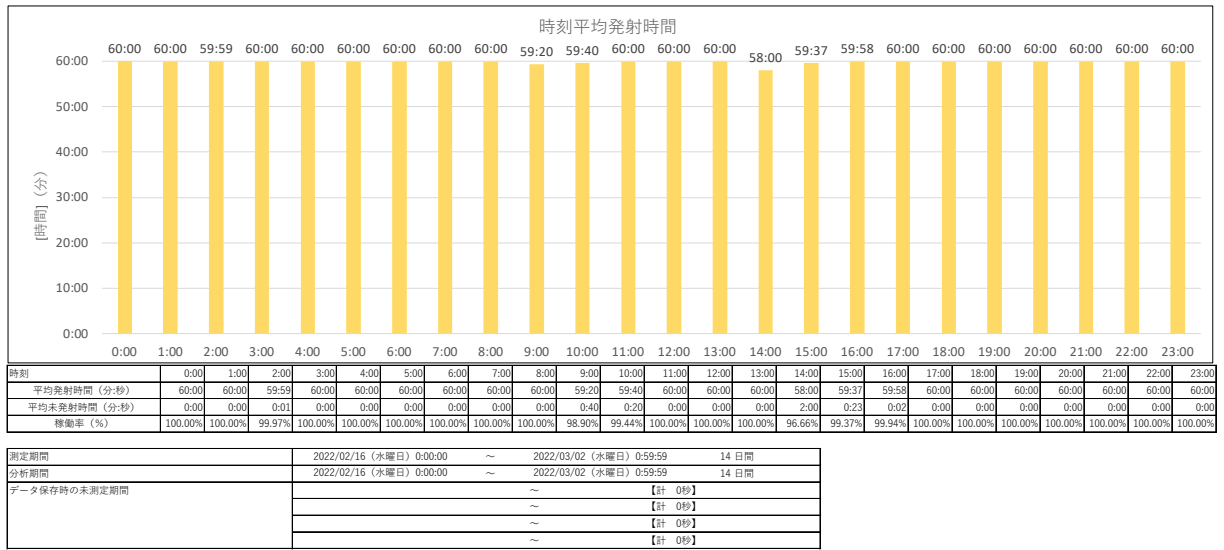 時刻平均発射時間
60:00 60:00 59:59 60:00 60:00 60:00 60:00 60:00 60:00 59:20 59:40 60:00 60:00 60:00 58:00 59:37 59:58 60:00 60:00 60:00 60:00 60:00 60:00 60:00
[時間] (分)
60:00
50:00
40:00
30:00
20:00
10:00
0:00
0:00 1:00 2:00 3:00 4:00 5:00 6:00 7:00 8:00 9:00 10:00 11:00 12:00 13:00 14:00 15:00 16:00 17:00 18:00 19:00 20:00 21:00 22:00 23:00
時刻 0:00 1:00 2:00 3:00 4:00 5:00 6:00 7:00 8:00 9:00 10:00 11:00 12:00 13:00 14:00 15:00 16:00 17:00 18:00 19:00 20:00 21:00 22:00 23:00
平均発射時間(分:秒) 60:00 60:00 59:59 60:00 60:00 60:00 60:00 60:00 60:00 59:20 59:40 60:00 60:00 60:00 58:00 59:37 59:58 60:00 60:00 60:00 60:00 60:00 60:00 60:00
平均未発射時間(分:秒) 0:00 0:00 0:01 0:00 0:00 0:00 0:00 0:00 0:00 0:40 0:20 0:00 0:00 0:00 2:00 0:23 0:02 0:00 0:00 0:00 0:00 0:00 0:00 0:00
稼働率(%) 100.00% 100.00% 99.97% 100.00% 100.00% 100.00% 100.00% 100.00% 100.00% 98.90% 99.44% 100.00% 100.00% 100.00% 96.66% 99.37% 99.94% 100.00% 100.00% 100.00% 100.00% 100.00% 100.00% 100.00%
測定期間 2022/02/16(水曜日)0:00:00 ～ 2022/03/02(水曜日)0:59:59 14 日間
分析期間 2022/02/16(水曜日)0:00:00 ～ 2022/03/02(水曜日)0:59:59 14 日間
データ保存時の未測定期間 ～ 【計 0秒】
～ 【計 0秒】
～ 【計 0秒】
～ 【計 0秒】